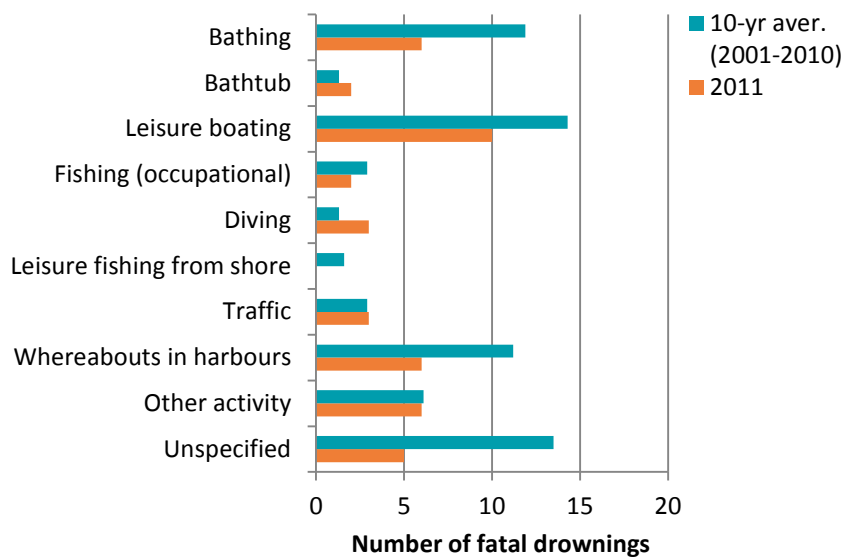 Bathing
Bathtub
Leisure boating
Fishing (occupational)
Diving
Leisure fishing from shore
Traffic
Whereabouts in harbours
Other activity
Unspecified
0 5 10 15 20
Number of fatal drownings
10-yr aver.
(2001-2010)
2011